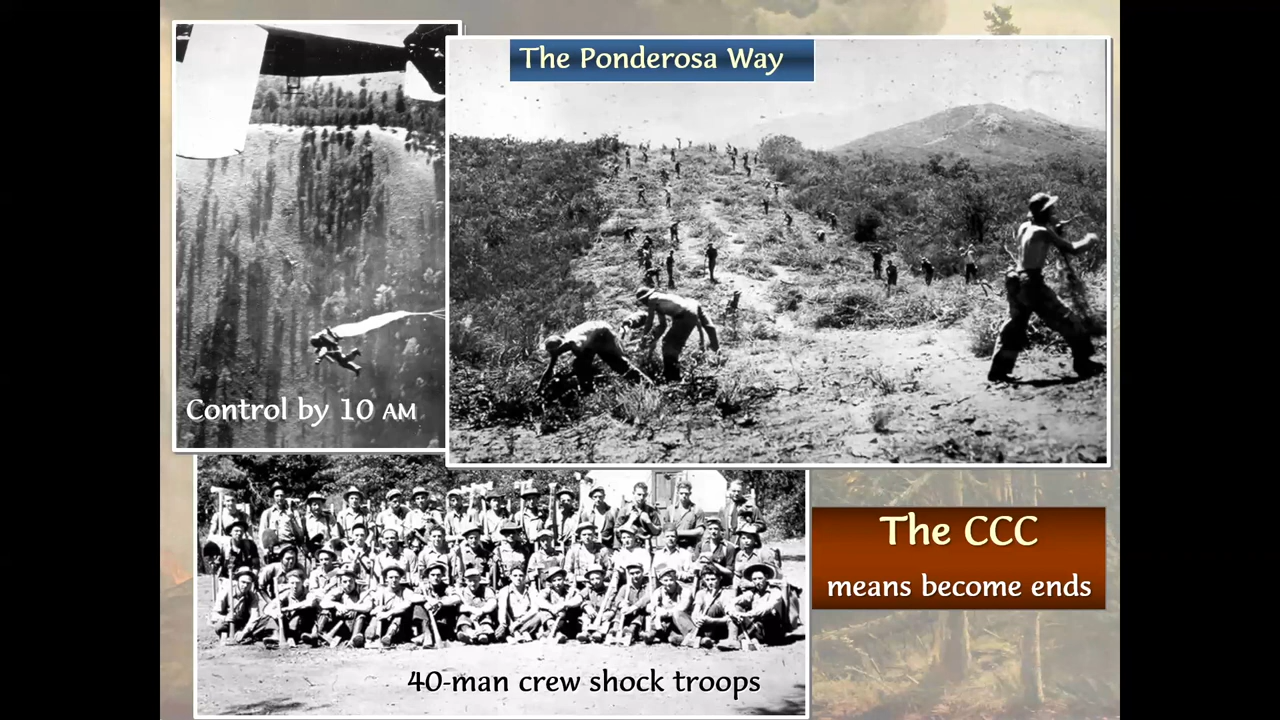 The Ponderosa Way
Control by 10 AM
The CCC
means become ends
40-man crew shock troops